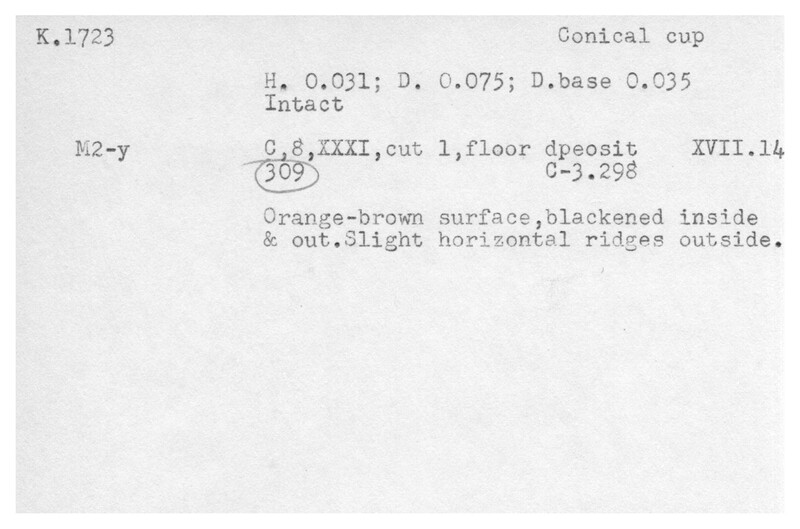 K.1723 Conical cup
H. 0.031; D. 0.075; D.base 0.035
Intact
M2-y C,8,XXXI,cut 1,floor dpeosit XVII.14
309 C-3.298
Orange-brown surface,blackened inside
& out.Slight horizontal ridges outside.